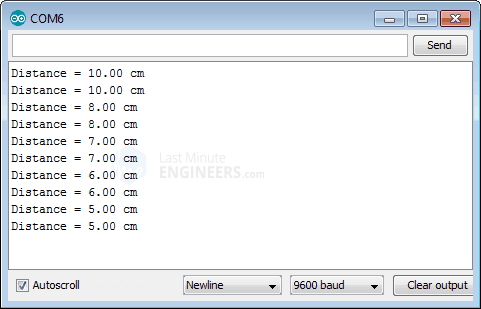 COM6
Send
Distance = 10.00 cm
Distance = 10.00 cm
Distance = 8.00 cm
Distance = 8.00 cm
Distance = 7.00 cm
Distance = 7.00 cm
Distance = 6.00 cm
Distance = 6.00 cm
Distance = 5.00 cm
Distance = 5.00 cm
Last Minute
ENGINEERS.com
Autoscroll
Newline
9600 baud
Clear output